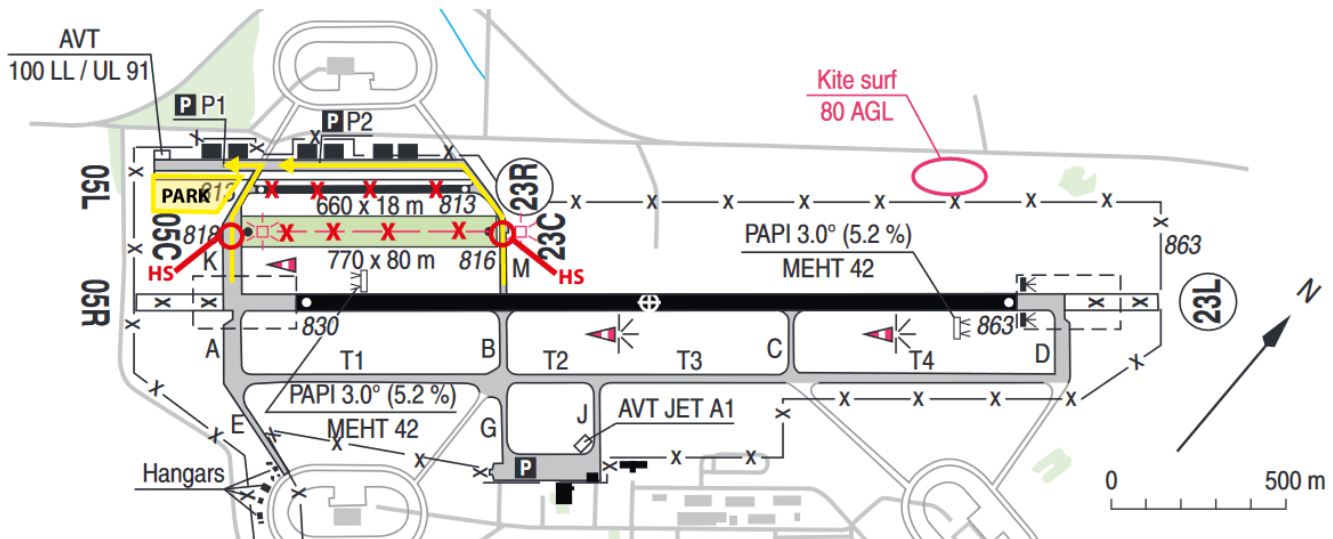 AVT
100 LL / UL 91
P P1
P P2
Kite surf
80 AGL
05L
PARK
813
660 x 18 m
813
23R
05C
818
770 x 80 m
816
23C
HS
K
M
HS
PAPI 3.0° (5.2 %)
MEHT 42
863
05R
830
863
23L
N
A
T1
B
T2
T3
C
T4
D
PAPI 3.0° (5.2 %)
MEHT 42
E
G
J
AVT JET A1
P
Hangars
0
500 m